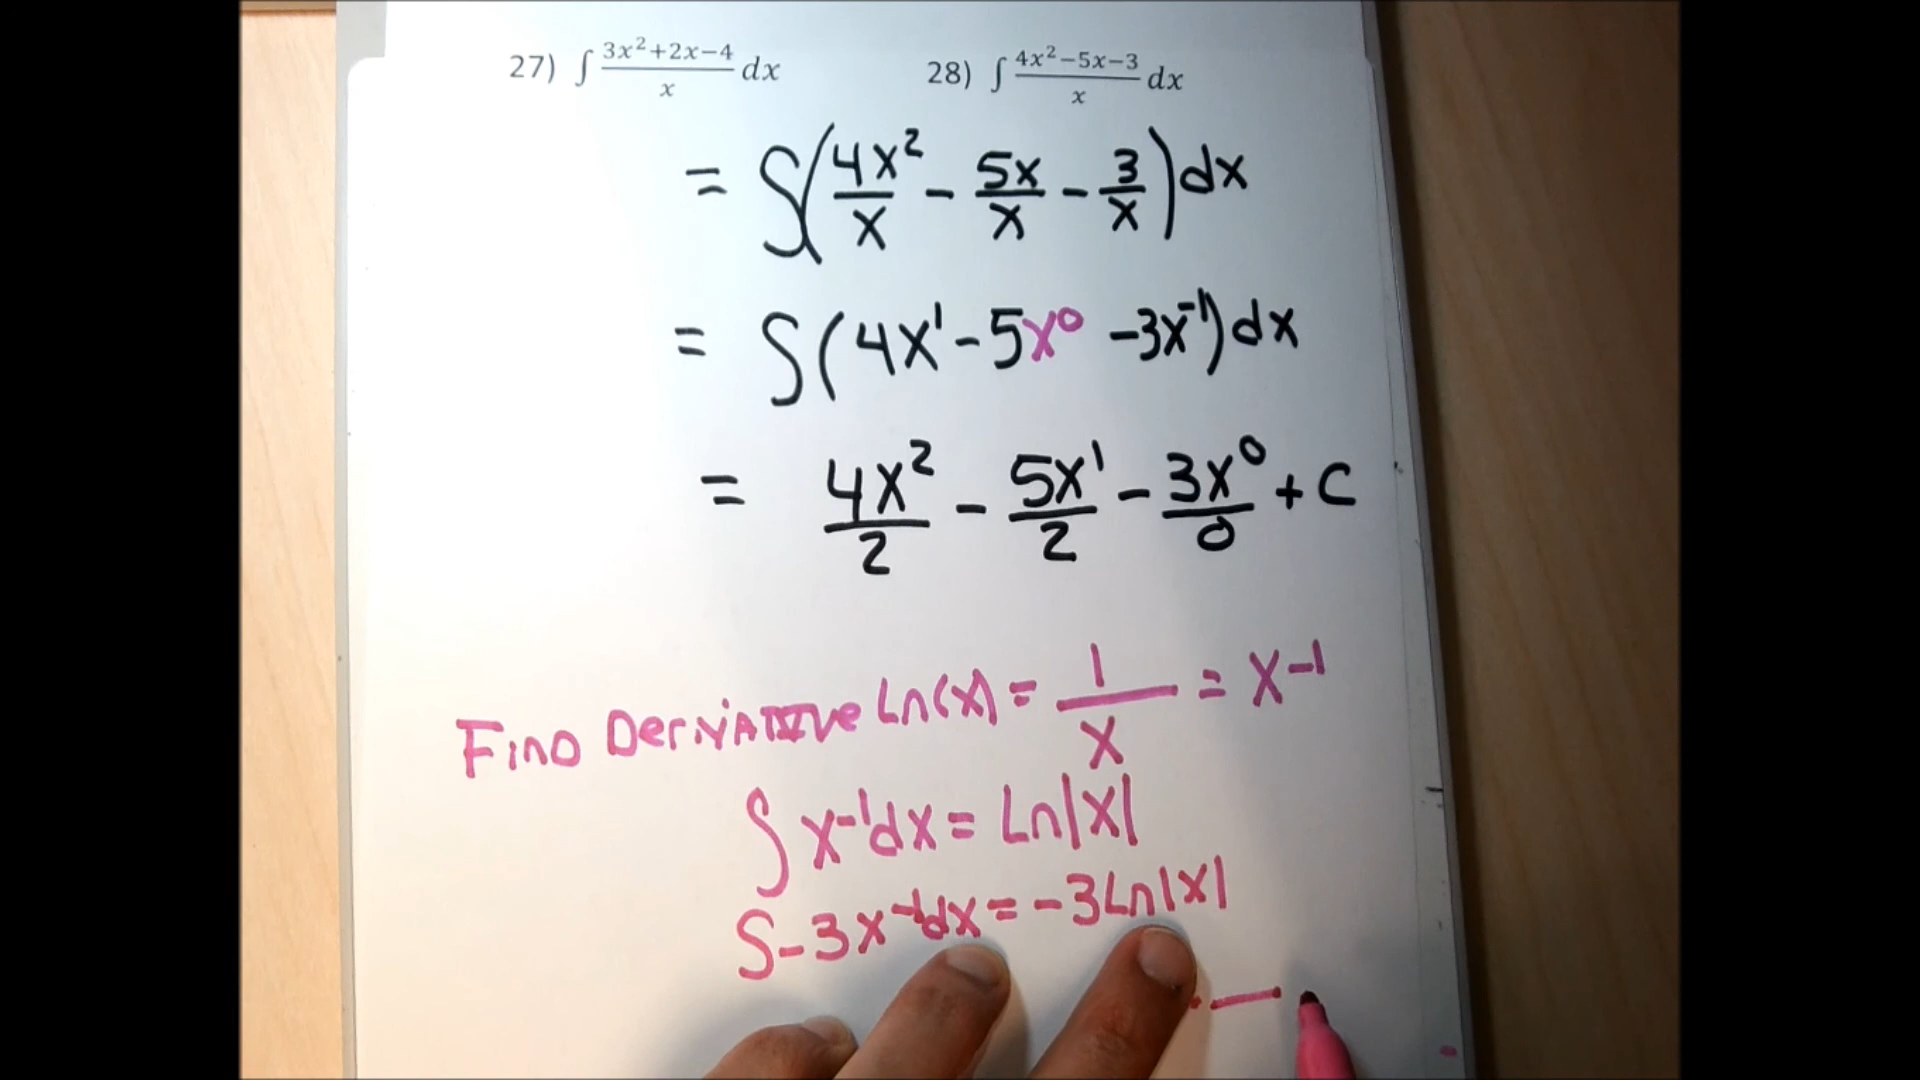 27) ∫ (3x²+2x−4)/x dx   28) ∫ (4x²−5x−3)/x dx
= ∫(4x²/x - 5x/x - 3/x)dx
= ∫(4x¹ - 5x⁰ - 3x⁻¹)dx
= 4x²/2 - 5x¹/2 - 3x⁰/0 + C
Find Derivative Ln(x) = 1/x = x⁻¹
∫ x⁻¹dx = Ln|x|
∫ -3x⁻¹dx = -3Ln|x|